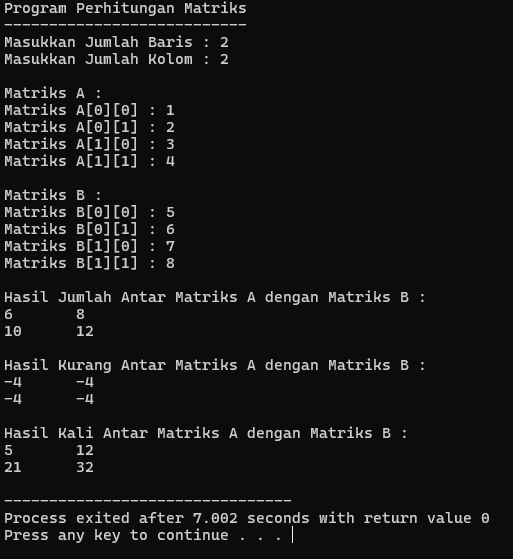 Program Perhitungan Matriks
---------------------------
Masukkan Jumlah Baris : 2
Masukkan Jumlah Kolom : 2

Matriks A :
Matriks A[0][0] : 1
Matriks A[0][1] : 2
Matriks A[1][0] : 3
Matriks A[1][1] : 4

Matriks B :
Matriks B[0][0] : 5
Matriks B[0][1] : 6
Matriks B[1][0] : 7
Matriks B[1][1] : 8

Hasil Jumlah Antar Matriks A dengan Matriks B :
6       8
10      12

Hasil Kurang Antar Matriks A dengan Matriks B :
-4      -4
-4      -4

Hasil Kali Antar Matriks A dengan Matriks B :
5       12
21      32

--------------------------------
Process exited after 7.002 seconds with return value 0
Press any key to continue . . .